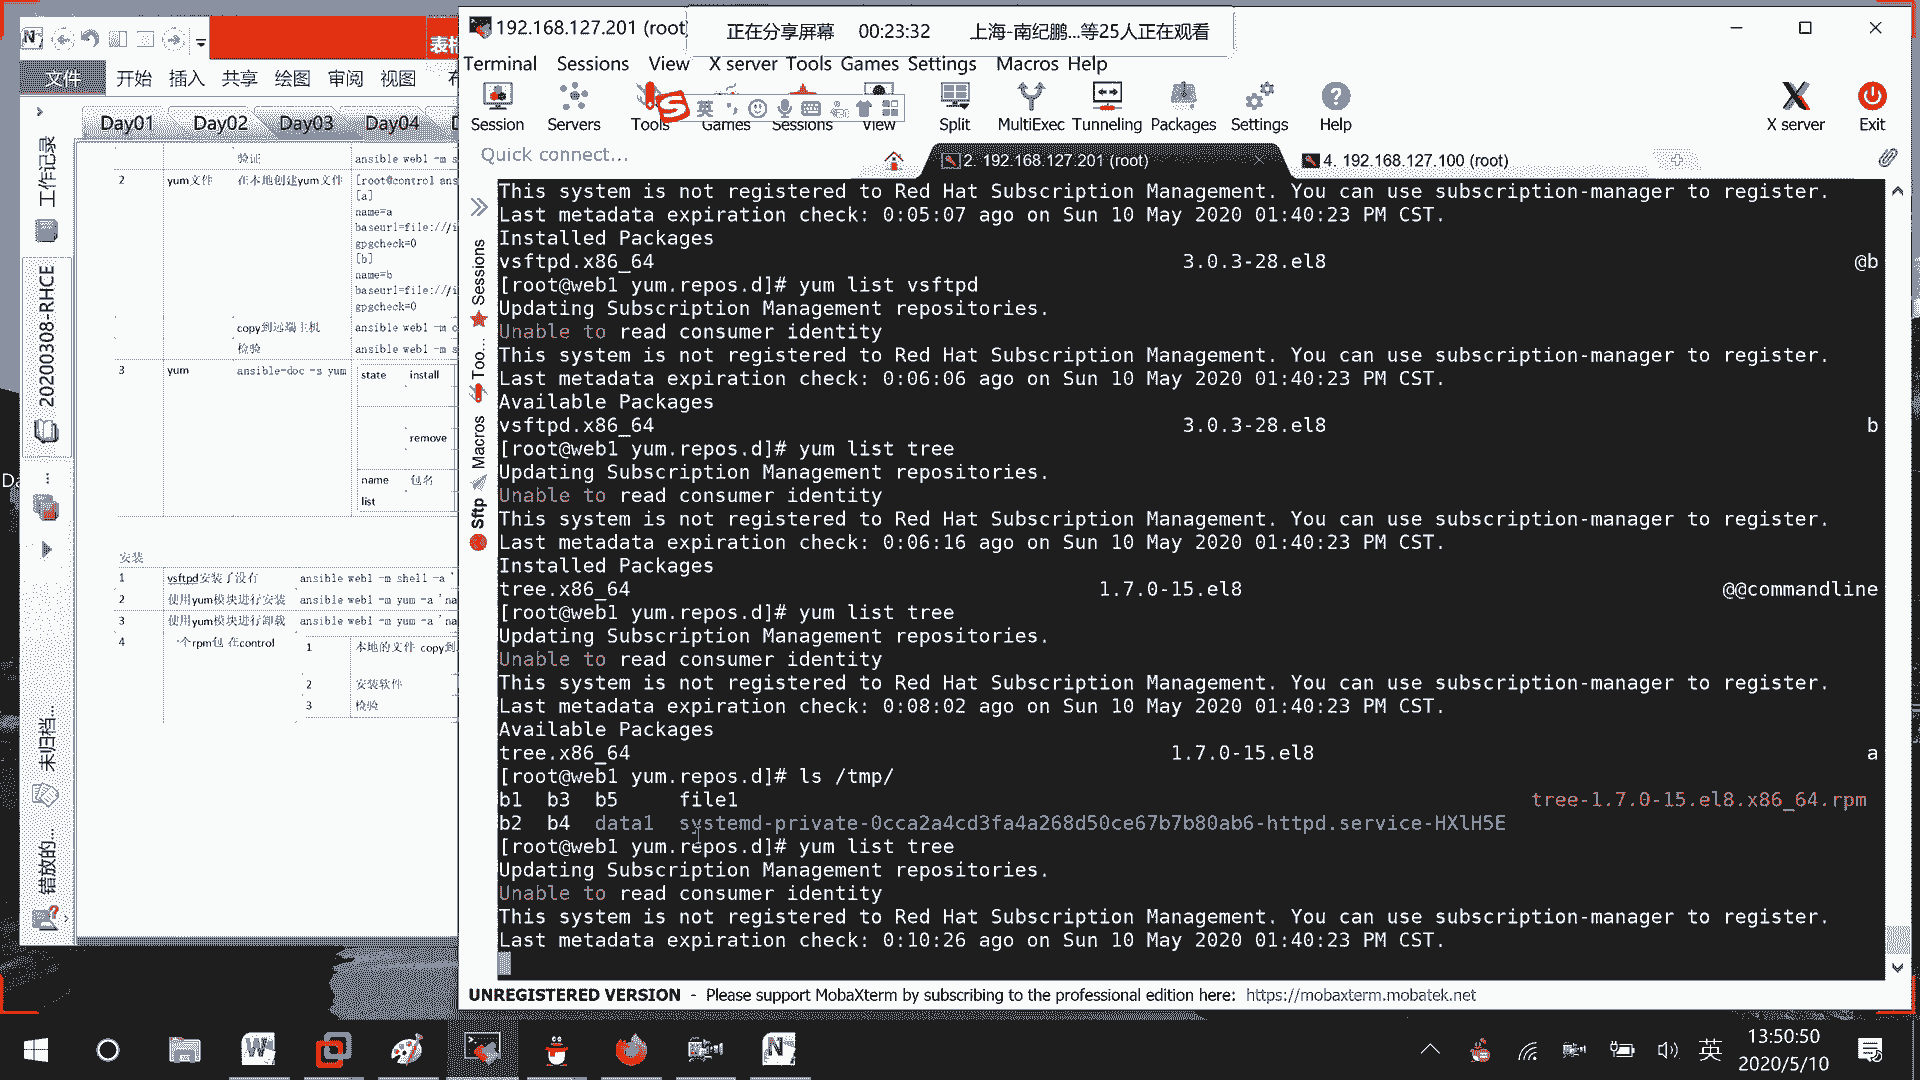 192.168.127.201 (root
正在分享屏幕 00:23:32 上海-南纪鹏...等25人正在观看
表格
文件 开始 插入 共享 绘图 审阅 视图
Terminal Sessions View X server Tools Games Settings Macros Help
Session Servers Tools Games Sessions View Split MultiExec Tunneling Packages Settings Help X server Exit
英
Day01 Day02 Day03 Day04
Quick connect...
2. 192.168.127.201 (root)
4. 192.168.127.100 (root)
工作记录
20200308-RHCE
未归档...
错放的...
验证 ansible web1 -m s
2 yum文件 在本地创建yum文件 [root@control ans
[a]
name=a
baseurl=file:///i
gpgcheck=0
[b]
name=b
baseurl=file:///i
gpgcheck=0
copy到远端主机 ansible web1 -m c
检验 ansible web1 -m s
3 yum ansible-doc -s yum state install
remove
name 包名
list
安装
1 vsftpd安装了没有 ansible web1 -m shell -a '
2 使用yum模块进行安装 ansible web1 -m yum -a 'na
3 使用yum模块进行卸载 ansible web1 -m yum -a 'na
4 一个rpm包 在control 1 本地的文件 copy到
2 安装软件
3 检验
Sessions
Too...
Macros
Sftp
This system is not registered to Red Hat Subscription Management. You can use subscription-manager to register.
Last metadata expiration check: 0:05:07 ago on Sun 10 May 2020 01:40:23 PM CST.
Installed Packages
vsftpd.x86_64 3.0.3-28.el8 @b
[root@web1 yum.repos.d]# yum list vsftpd
Updating Subscription Management repositories.
Unable to read consumer identity
This system is not registered to Red Hat Subscription Management. You can use subscription-manager to register.
Last metadata expiration check: 0:06:06 ago on Sun 10 May 2020 01:40:23 PM CST.
Available Packages
vsftpd.x86_64 3.0.3-28.el8 b
[root@web1 yum.repos.d]# yum list tree
Updating Subscription Management repositories.
Unable to read consumer identity
This system is not registered to Red Hat Subscription Management. You can use subscription-manager to register.
Last metadata expiration check: 0:06:16 ago on Sun 10 May 2020 01:40:23 PM CST.
Installed Packages
tree.x86_64 1.7.0-15.el8 @@commandline
[root@web1 yum.repos.d]# yum list tree
Updating Subscription Management repositories.
Unable to read consumer identity
This system is not registered to Red Hat Subscription Management. You can use subscription-manager to register.
Last metadata expiration check: 0:08:02 ago on Sun 10 May 2020 01:40:23 PM CST.
Available Packages
tree.x86_64 1.7.0-15.el8 a
[root@web1 yum.repos.d]# ls /tmp/
b1 b3 b5 file1 tree-1.7.0-15.el8.x86_64.rpm
b2 b4 data1 systemd-private-0cca2a4cd3fa4a268d50ce67b7b80ab6-httpd.service-HXlH5E
[root@web1 yum.repos.d]# yum list tree
Updating Subscription Management repositories.
Unable to read consumer identity
This system is not registered to Red Hat Subscription Management. You can use subscription-manager to register.
Last metadata expiration check: 0:10:26 ago on Sun 10 May 2020 01:40:23 PM CST.
UNREGISTERED VERSION - Please support MobaXterm by subscribing to the professional edition here: https://mobaxterm.mobatek.net
英 13:50:50
2020/5/10